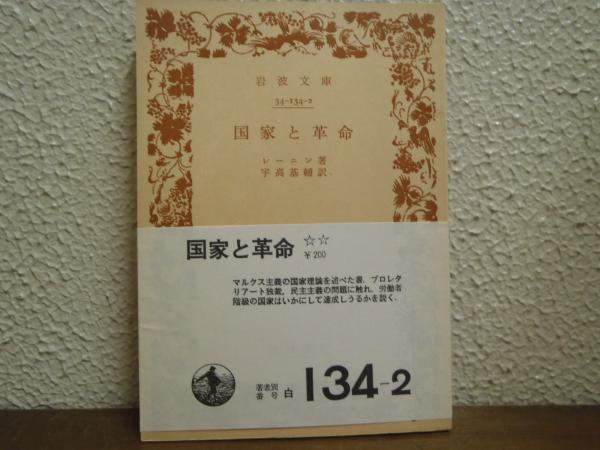 岩波文庫
34-134-2
国家と革命
レーニン著
宇高基輔訳
国家と革命 ☆☆
¥200
マルクス主義の国家理論を述べた書．プロレタ
リアート独裁，民主主義の問題に触れ，労働者
階級の国家はいかにして達成しうるかを説く．
著者別
番号 白 134-2